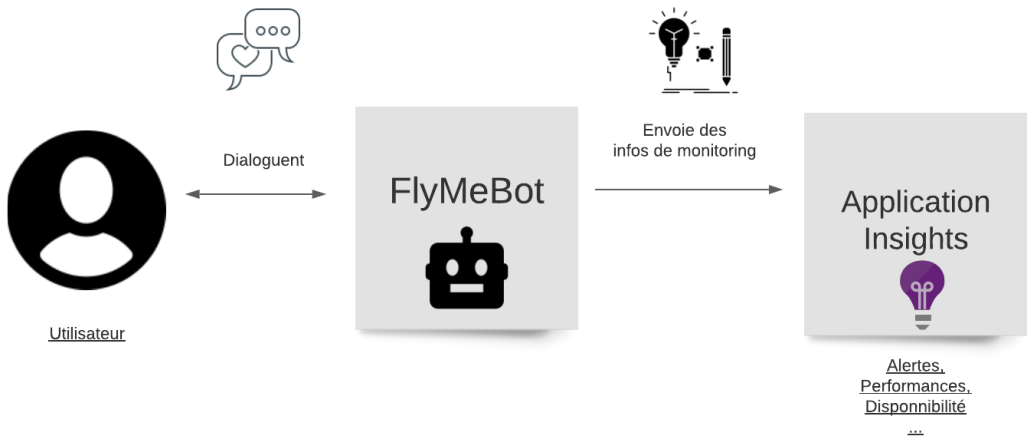 Dialoguent
Envoie des
infos de monitoring
FlyMeBot
Application
Insights
Utilisateur
Alertes,
Performances,
Disponnibilité
...